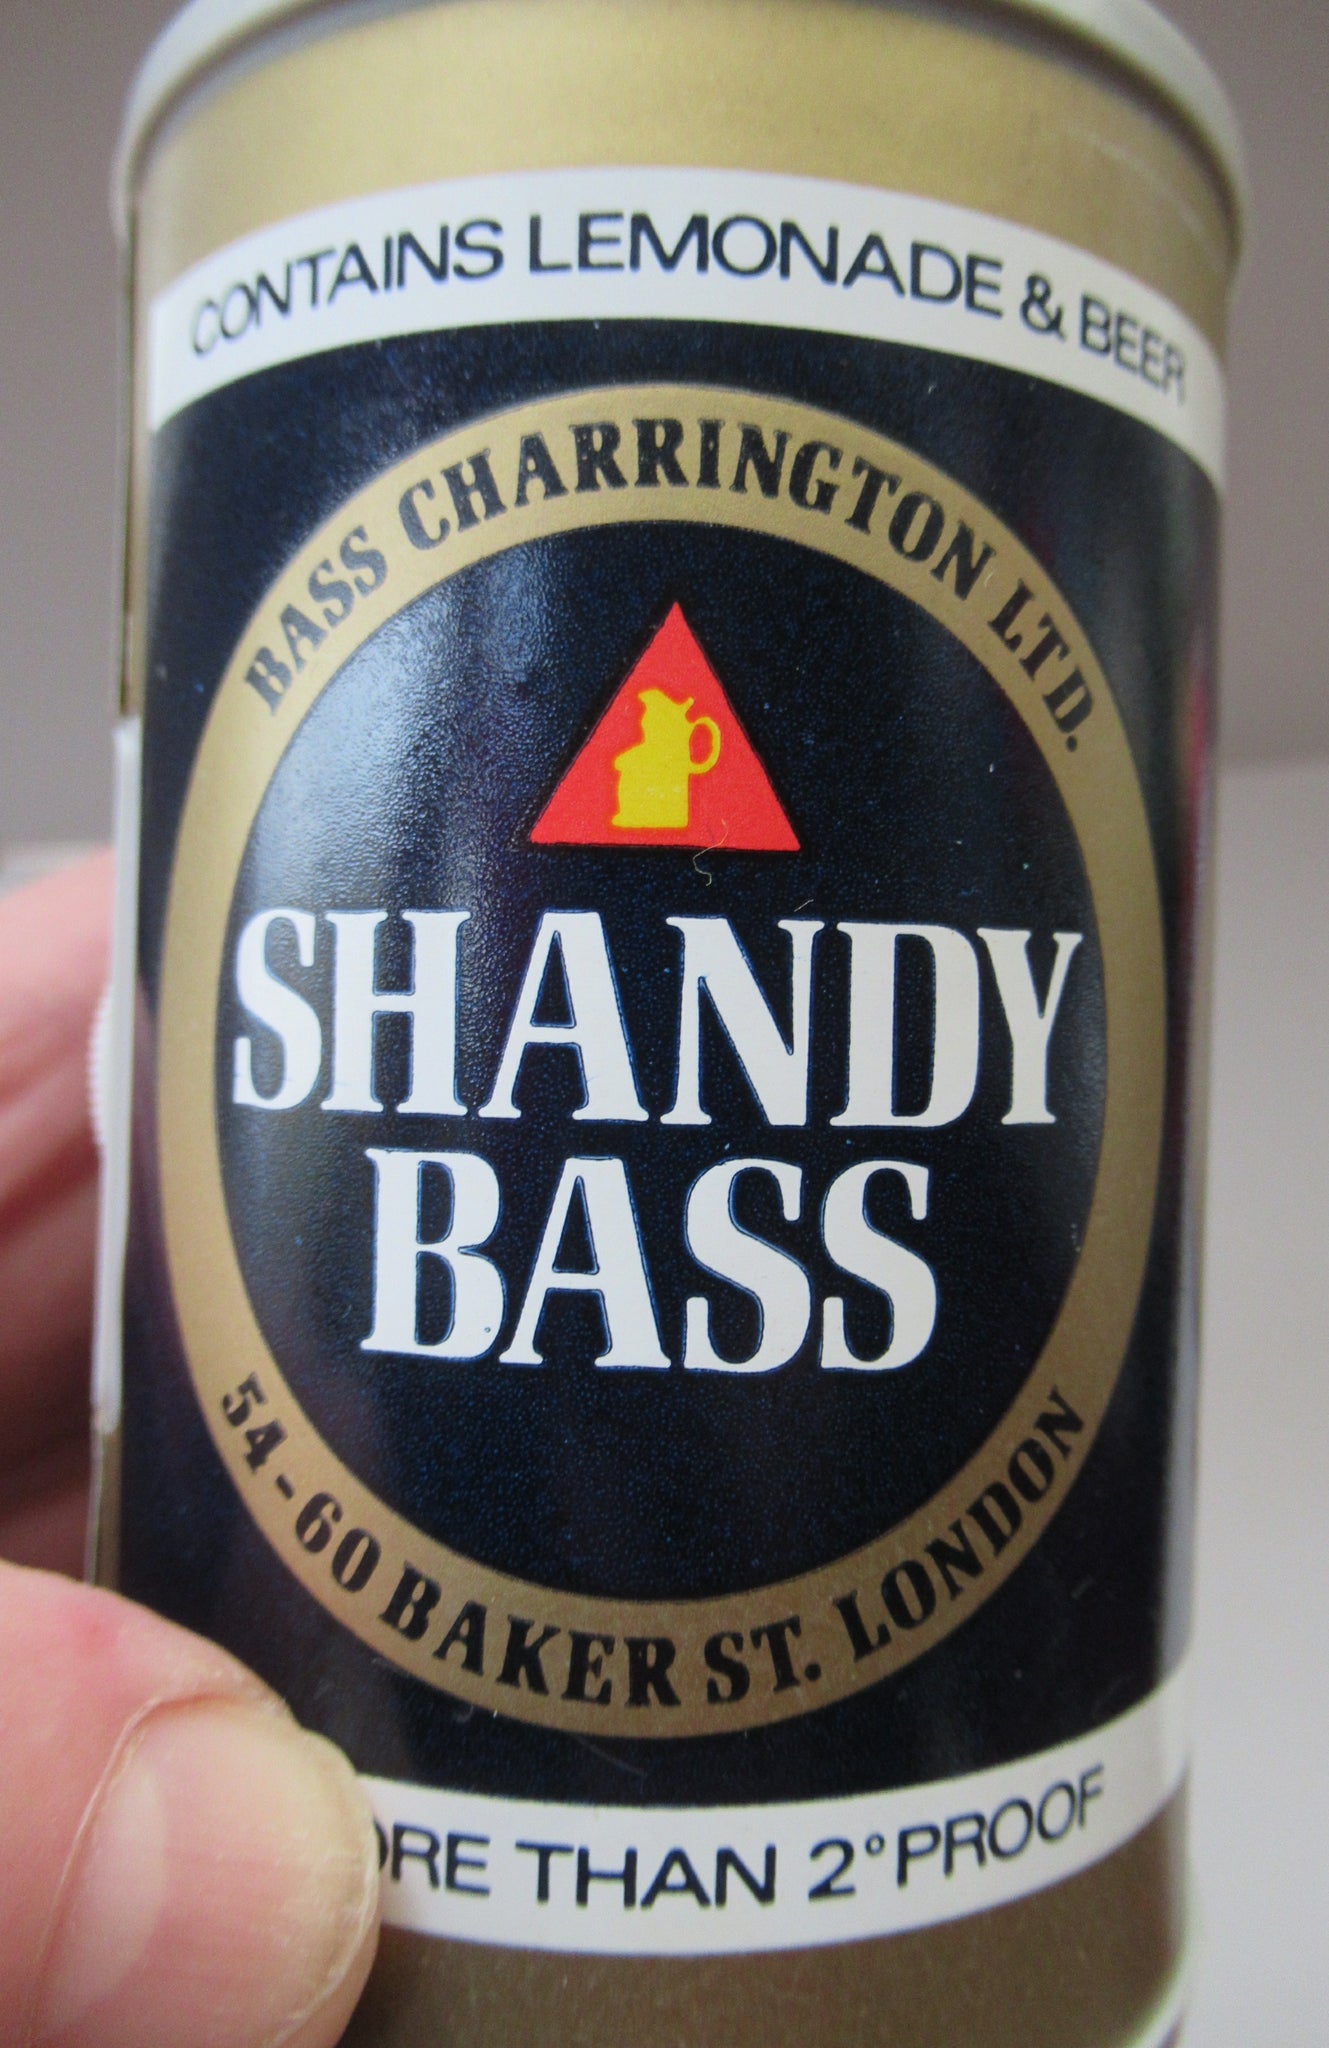 CONTAINS LEMONADE & BEER
BASS CHARRINGTON LTD.
SHANDY
BASS
54-60 BAKER ST. LONDON
THAN 2° PROOF